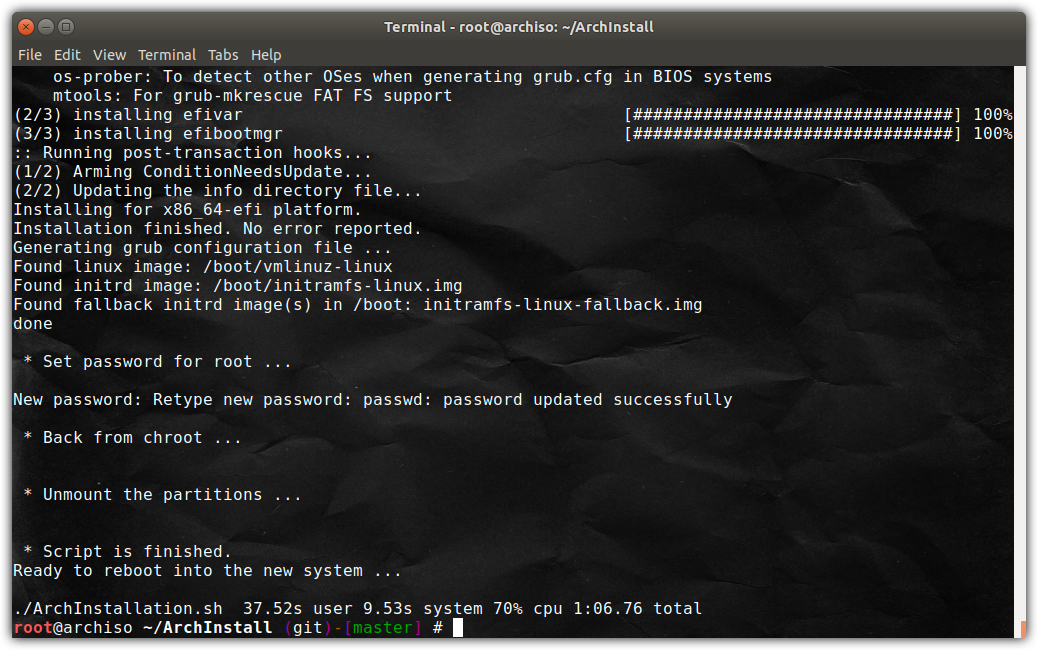 Terminal - root@archiso: ~/ArchInstall
File Edit View Terminal Tabs Help
os-prober: To detect other OSes when generating grub.cfg in BIOS systems
mtools: For grub-mkrescue FAT FS support
(2/3) installing efivar [################################] 100%
(3/3) installing efibootmgr [################################] 100%
:: Running post-transaction hooks...
(1/2) Arming ConditionNeedsUpdate...
(2/2) Updating the info directory file...
Installing for x86_64-efi platform.
Installation finished. No error reported.
Generating grub configuration file ...
Found linux image: /boot/vmlinuz-linux
Found initrd image: /boot/initramfs-linux.img
Found fallback initrd image(s) in /boot: initramfs-linux-fallback.img
done
* Set password for root ...
New password: Retype new password: passwd: password updated successfully
* Back from chroot ...
* Unmount the partitions ...
* Script is finished.
Ready to reboot into the new system ...
./ArchInstallation.sh  37.52s user 9.53s system 70% cpu 1:06.76 total
root@archiso ~/ArchInstall (git)-[master] #